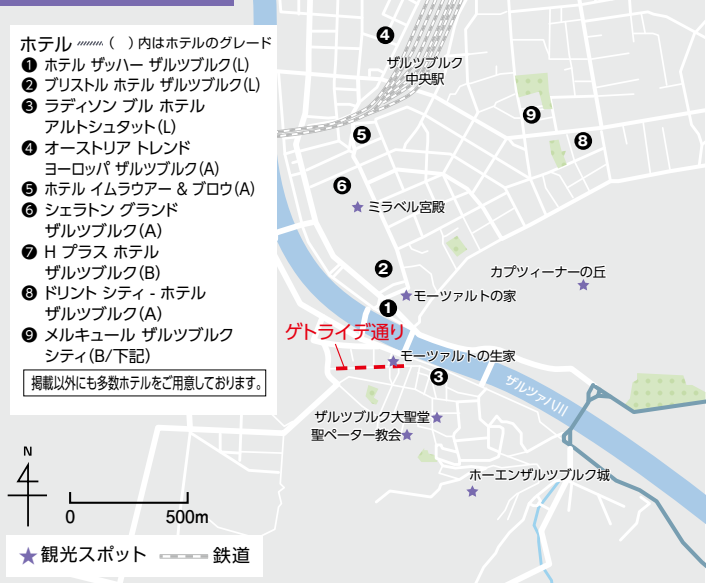 ホテル （ ）内はホテルのグレード
❶ ホテル ザッハー ザルツブルク(L)
❷ ブリストル ホテル ザルツブルク(L)
❸ ラディソン ブル ホテル
アルトシュタット(L)
❹ オーストリア トレンド
ヨーロッパ ザルツブルク(A)
❺ ホテル イムラウアー & ブロウ(A)
❻ シェラトン グランド
ザルツブルク(A)
❼ H プラス ホテル
ザルツブルク(B)
❽ ドリント シティ - ホテル
ザルツブルク(A)
❾ メルキュール ザルツブルク
シティ(B/下記)
掲載以外にも多数ホテルをご用意しております。
❹
ザルツブルク
中央駅
❾
❽
❺
❻
ミラベル宮殿
❷
カプツィーナーの丘
モーツァルトの家
❶
ゲトライデ通り
モーツァルトの生家
❸
ザルツァハ川
ザルツブルク大聖堂
聖ペーター教会
ホーエンザルツブルク城
N
0 500m
★観光スポット 鉄道